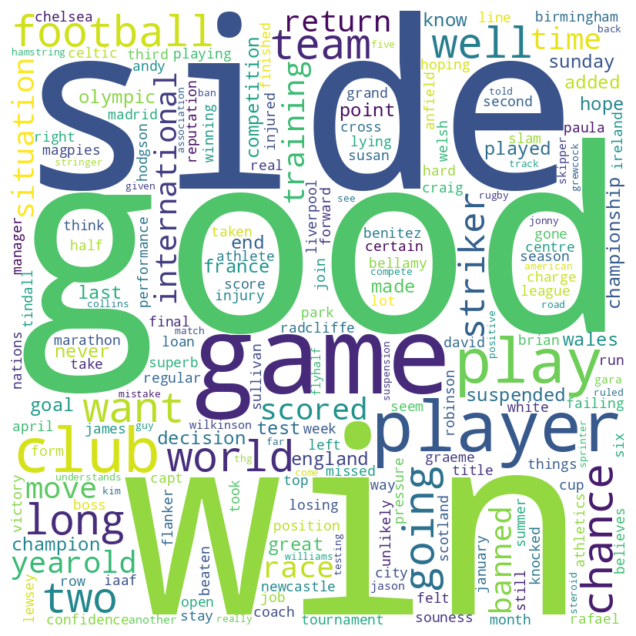 chelsea
football
hamstring
celtic
third
playing
andy
return
team
know
line
birmingham
back
five
well
time
sunday
hoping
added
finished
side
international
competition
olympic
madrid
right
magpies
stringer
situation
hodgson
association
ban
reputation
winning
injured
real
training
grand
point
cross
lying
susan
told
second
anfield
welsh
hard
craig
played
slam
track
skipper
paula
hope
ireland
grewcock
rugby
given
manager
good
think
half
marathon
never
take
performance
last
collins
tindall
nations
taken
end
athlete
france
score
injury
join
liverpool
forward
see
benitez
certain
bellamy
compete
made
lot
striker
jonny
gone
centre
season
american
charge
league
road
championship
final
match
loan
superb
regular
mistake
guy
park
radcliffe
game
flyhalf
suspension
david
positive
play
brian
wales
gara
run
ruled
failing
goal
want
sullivan
scored
seem
robinson
suspended
white
april
james
wilkinson
decision
test
week
form
far
club
world
left
england
missed
player
graeme
title
things
six
move
understands
kim
capt
thg
come
top
way
pressure
cup
victory
boss
long
flanker
took
losing
position
unlikely
going
scotland
summer
sprinter
chance
champion
win
great
williams
testing
city
felt
january
banned
still
knocked
athletics
believes
yearold
row
iaaf
beaten
race
newcastle
jason
lewsey
two
open
stay
job
coach
souness
month
steroid
rafael
confidence
another
really
tournament